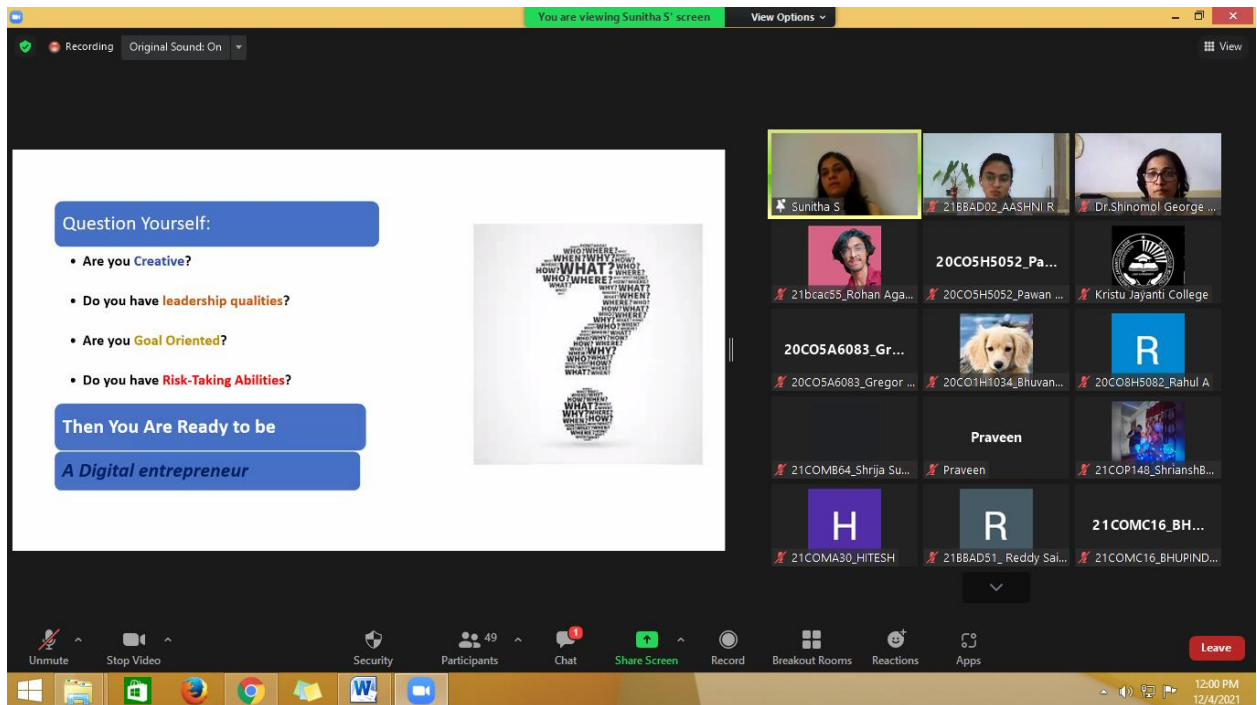 You are viewing Sunitha S' screen
View Options
Recording
Original Sound: On
View
Question Yourself:
• Are you Creative?
• Do you have leadership qualities?
• Are you Goal Oriented?
• Do you have Risk-Taking Abilities?
Then You Are Ready to be
A Digital entrepreneur
WHAT?
WHY?
Sunitha S
21BBAD02_AASHNI R
Dr.Shinomol George ...
21bcac55_Rohan Aga...
20CO5H5052_Pa...
20CO5H5052_Pawan ...
Kristu Jayanti College
20CO5A6083_Gr...
20CO5A6083_Gregor ...
20CO1H1034_Bhuvan...
R
20CO8H5082_Rahul A
21COMB64_Shrija Su...
Praveen
Praveen
21COP148_ShrianshB...
H
21COMA30_HITESH
R
21BBAD51_ Reddy Sai...
21COMC16_BH...
21COMC16_BHUPIND...
Unmute
Stop Video
Security
49
Participants
1
Chat
Share Screen
Record
Breakout Rooms
Reactions
Apps
Leave
12:00 PM
12/4/2021